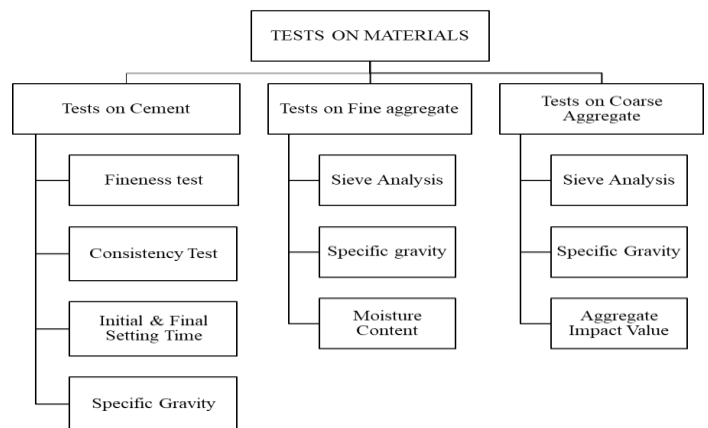 TESTS ON MATERIALS
Tests on Cement
Fineness test
Consistency Test
Initial & Final
Setting Time
Specific Gravity
Tests on Fine aggregate
Sieve Analysis
Specific gravity
Moisture
Content
Tests on Coarse
Aggregate
Sieve Analysis
Specific Gravity
Aggregate
Impact Value